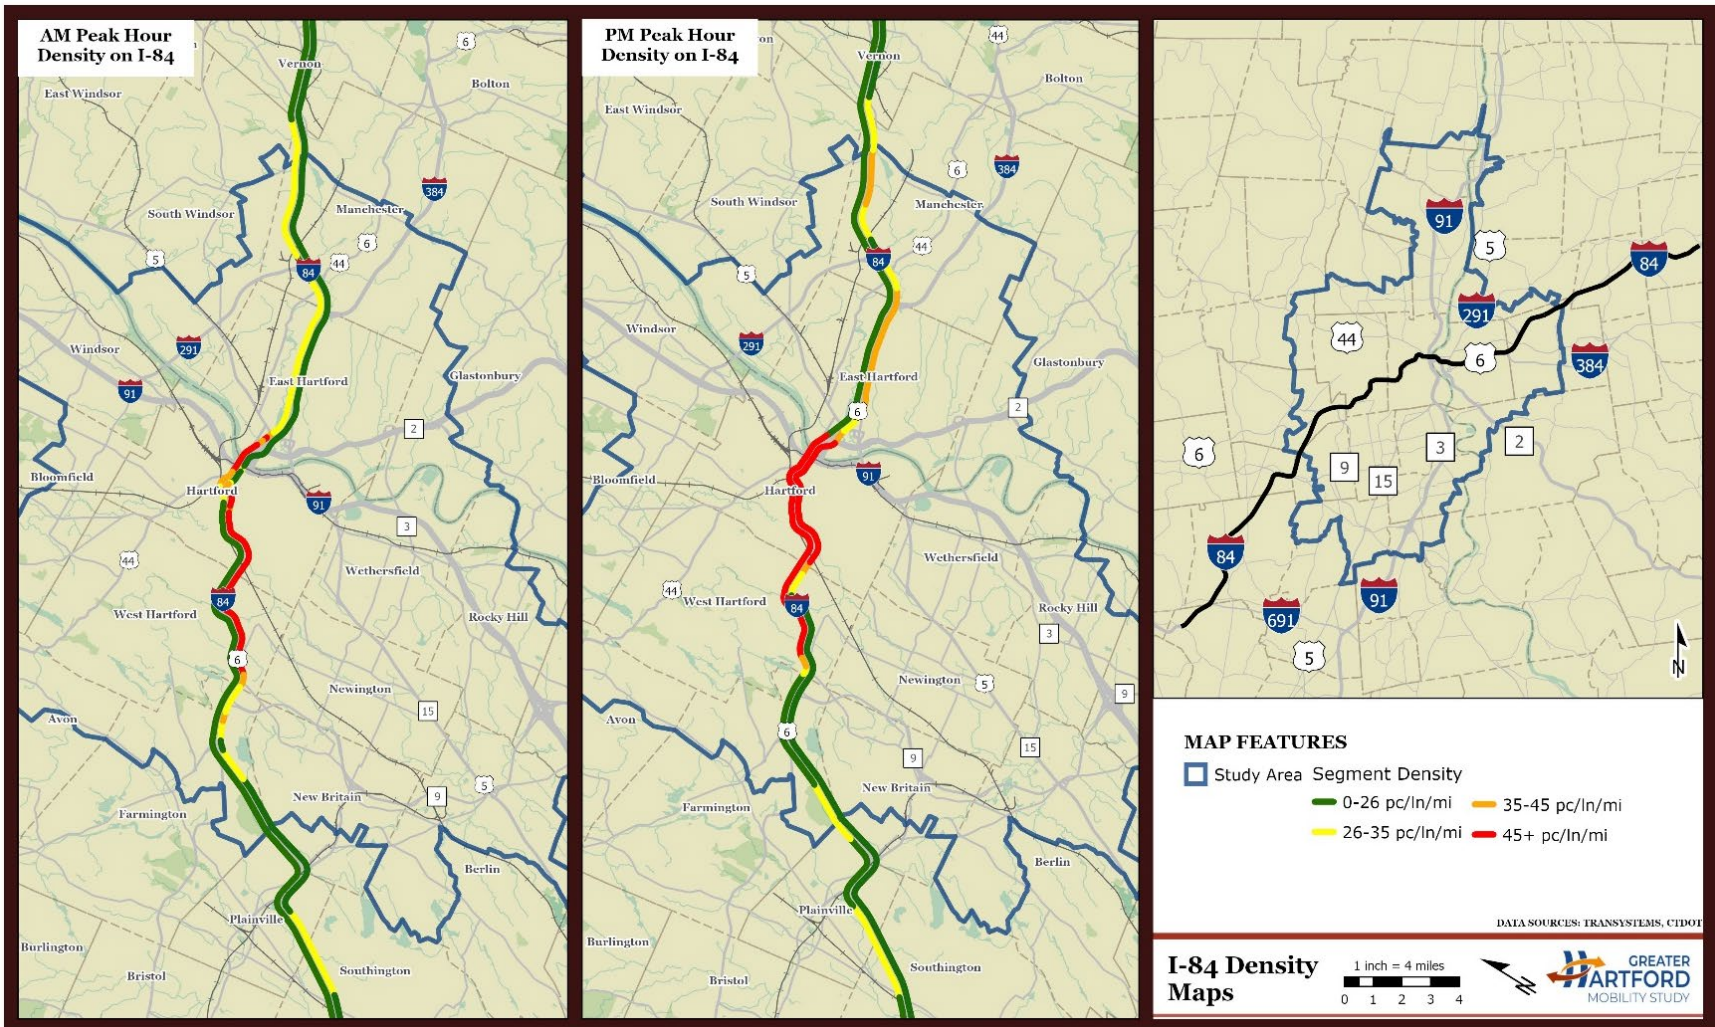 AM Peak Hour
Density on I-84
6
Vernon
Bolton
East Windsor
384
South Windsor
Manchester
6
5
44
84
291
Windsor
East Hartford
Glastonbury
91
2
Bloomfield
Hartford
91
3
44
Wethersfield
84
West Hartford
Rocky Hill
6
Newington
15
Avon
5
New Britain
9
Farmington
Berlin
Plainville
Burlington
Bristol
Southington
PM Peak Hour
Density on I-84
on
44
Vernon
Bolton
East Windsor
6
384
South Windsor
Manchester
44
84
5
Windsor
291
Glastonbury
East Hartford
6
2
91
Bloomfield
Hartford
Wethersfield
44
West Hartford
84
Rocky Hill
3
Newington
5
9
Avon
6
15
9
New Britain
Farmington
Berlin
Plainville
Burlington
Bristol
Southington
91
5
84
291
44
6
384
6
3
2
9
15
84
91
691
5
N
MAP FEATURES
Study Area
Segment Density
0-26 pc/ln/mi
35-45 pc/ln/mi
26-35 pc/ln/mi
45+ pc/ln/mi
DATA SOURCES: TRANSYSTEMS, CTDOT
I-84 Density
Maps
1 inch = 4 miles
0 1 2 3 4
N
GREATER
HARTFORD
MOBILITY STUDY